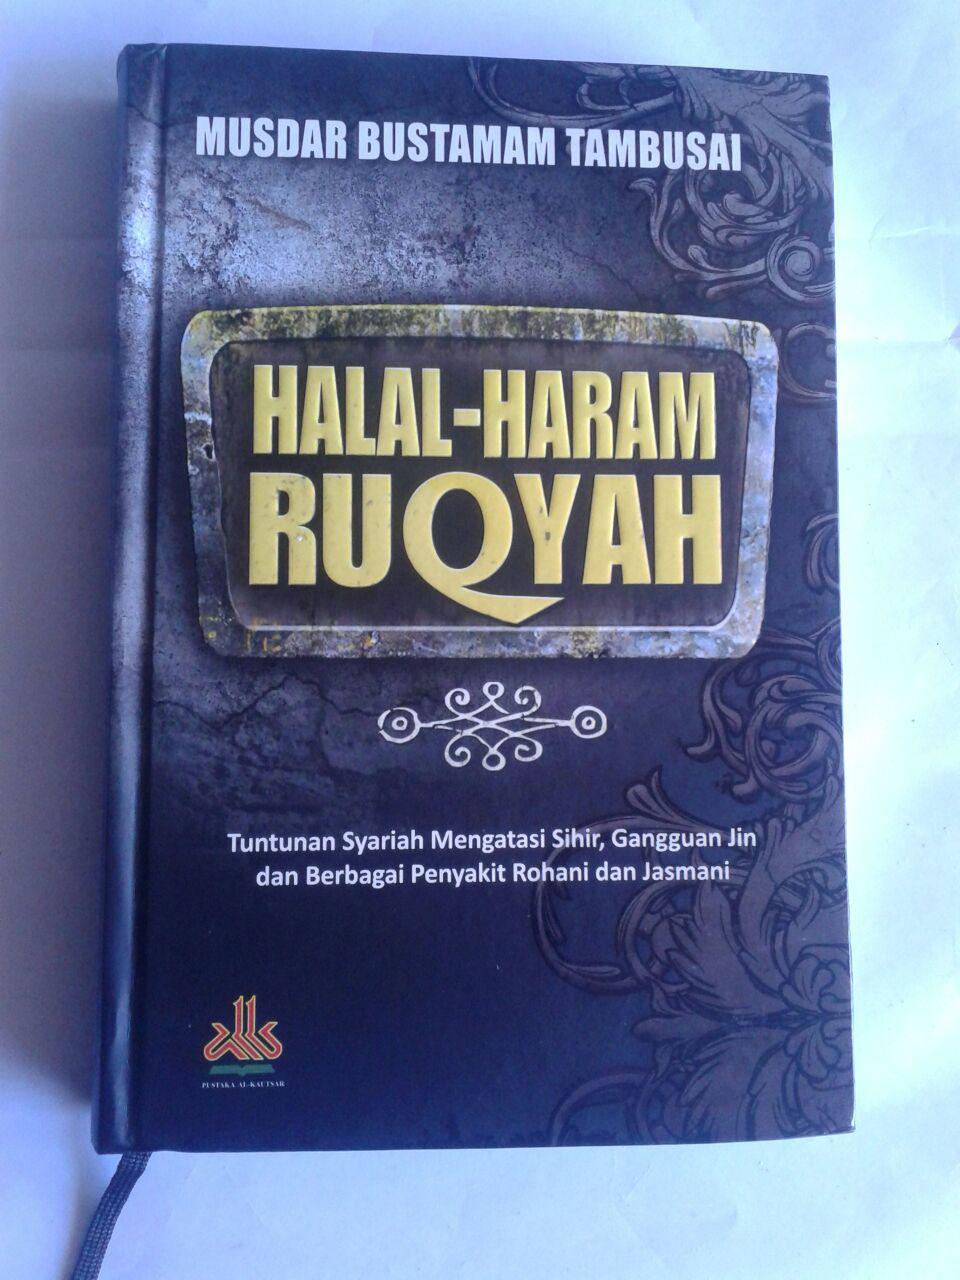 MUSDAR BUSTAMAM TAMBUSAI
HALAL-HARAM
RUQYAH
Tuntunan Syariah Mengatasi Sihir, Gangguan Jin
dan Berbagai Penyakit Rohani dan Jasmani
PUSTAKA AL-KAUTSAR